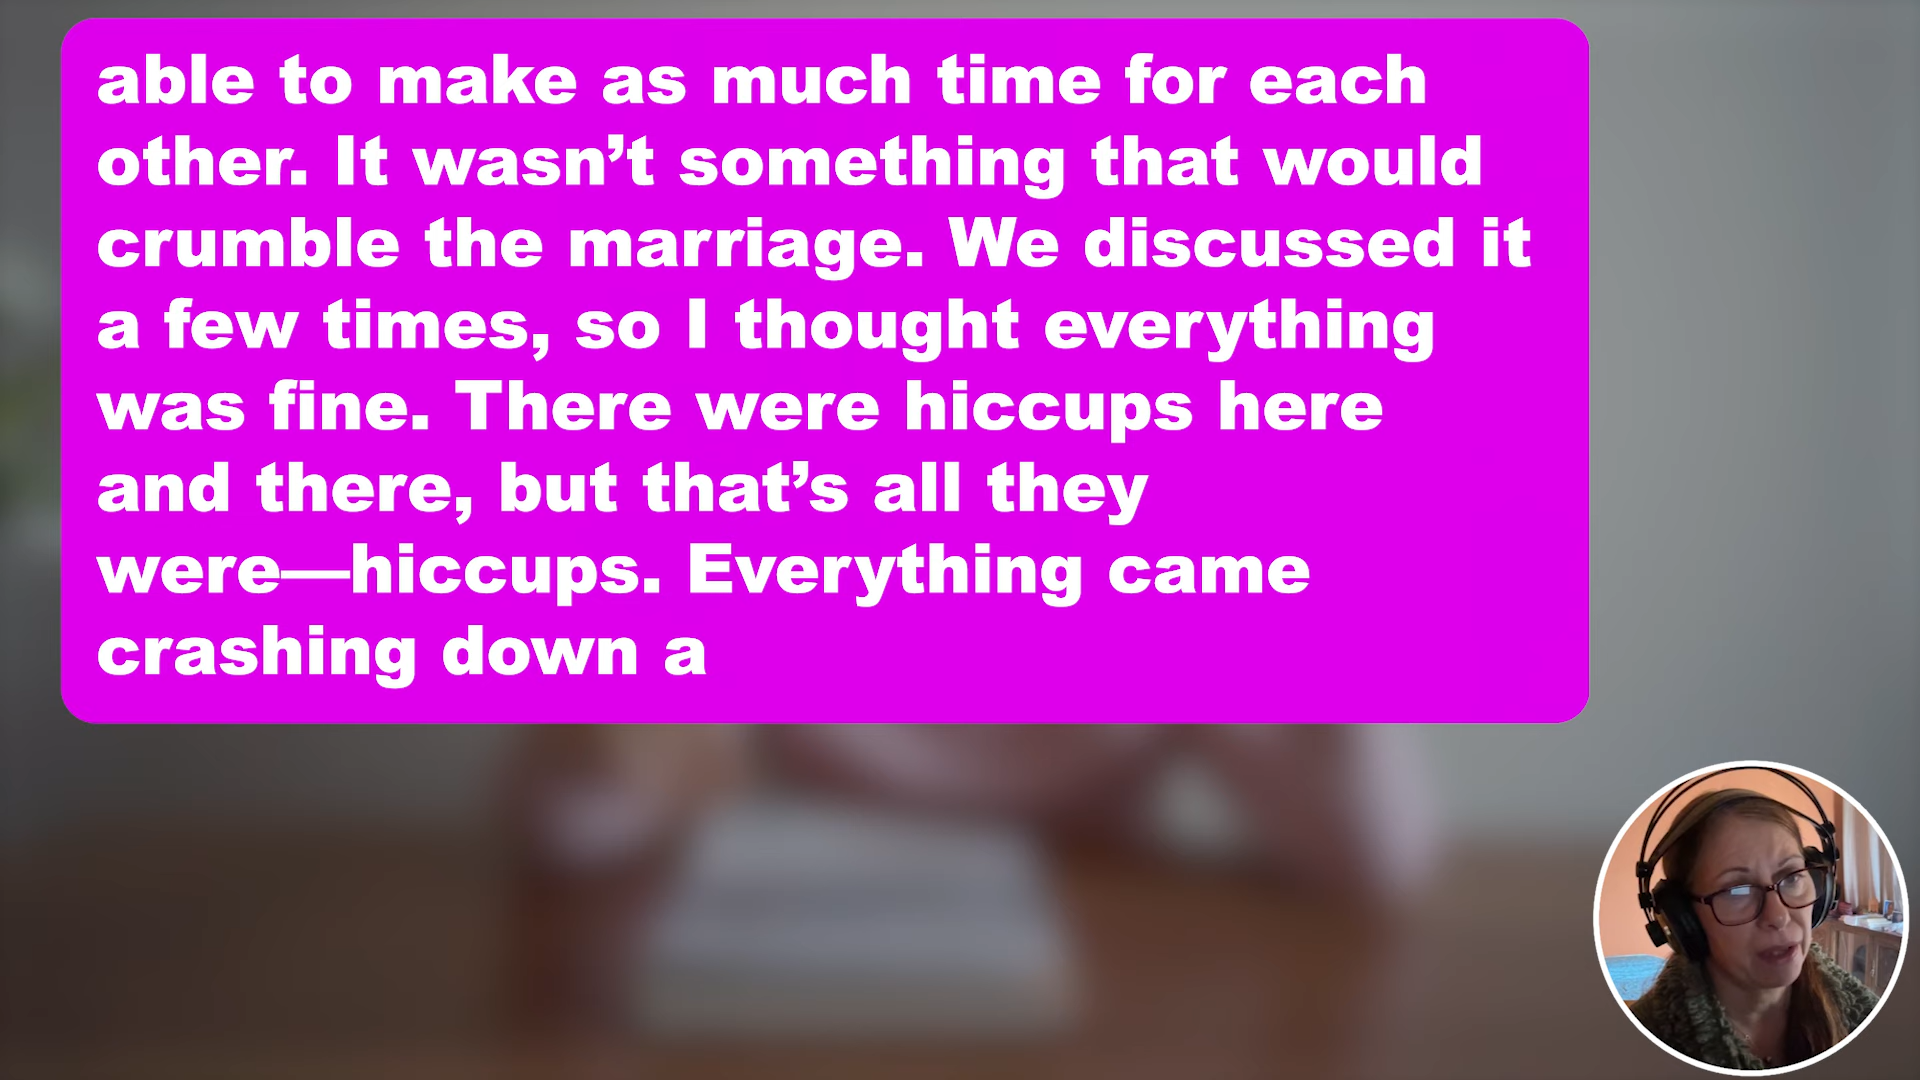 able to make as much time for each
other. It wasn’t something that would
crumble the marriage. We discussed it
a few times, so I thought everything
was fine. There were hiccups here
and there, but that’s all they
were—hiccups. Everything came
crashing down a